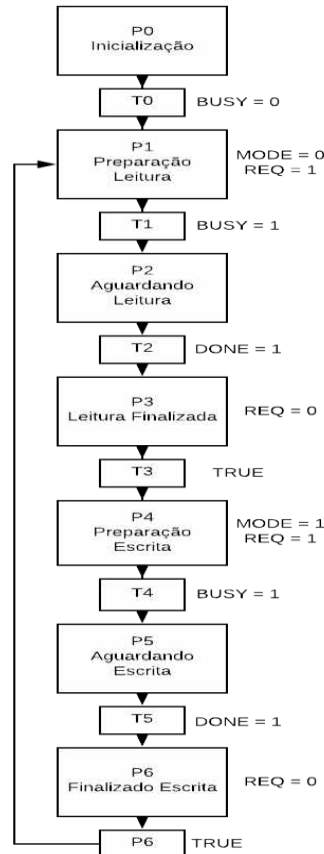 P0
Inicialização
T0 BUSY = 0
P1
Preparação
Leitura
MODE = 0
REQ = 1
T1 BUSY = 1
P2
Aguardando
Leitura
T2 DONE = 1
P3
Leitura Finalizada
REQ = 0
T3 TRUE
P4
Preparação
Escrita
MODE = 1
REQ = 1
T4 BUSY = 1
P5
Aguardando
Escrita
T5 DONE = 1
P6
Finalizado Escrita
REQ = 0
P6 TRUE